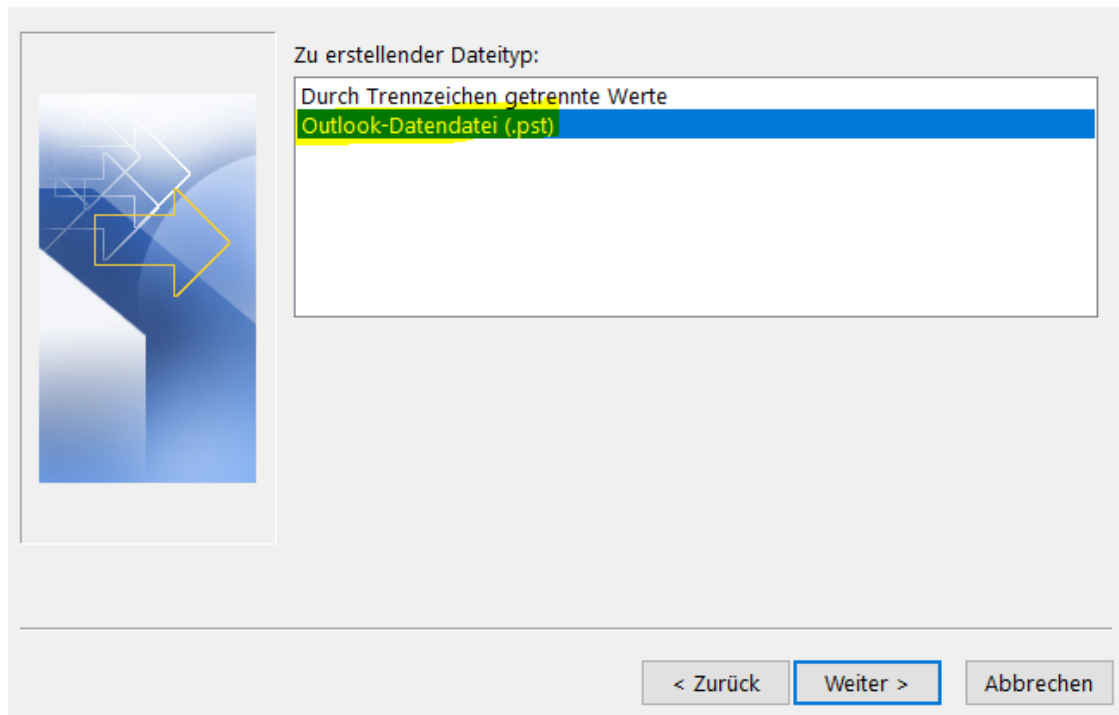 Zu erstellender Dateityp:
Durch Trennzeichen getrennte Werte
Outlook-Datendatei (.pst)
< Zurück
Weiter >
Abbrechen